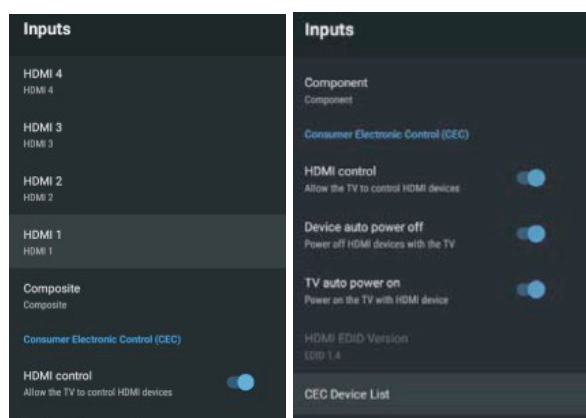 Inputs
HDMI 4
HDMI 4
HDMI 3
HDMI 3
HDMI 2
HDMI 2
HDMI 1
HDMI 1
Composite
Composite
Consumer Electronic Control (CEC)
HDMI control
Allow the TV to control HDMI devices
Inputs
Component
Component
Consumer Electronic Control (CEC)
HDMI control
Allow the TV to control HDMI devices
Device auto power off
Power off HDMI devices with the TV
TV auto power on
Power on the TV with HDMI device
HDMI EDID Version
EDID 1.4
CEC Device List